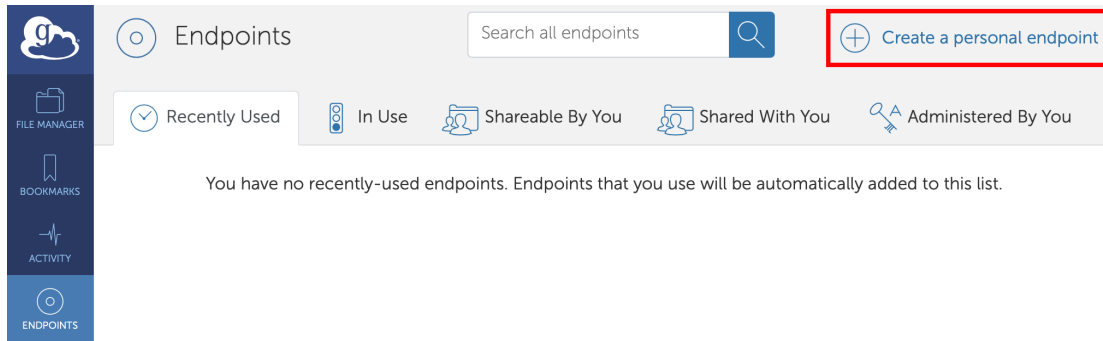 g
Endpoints
Search all endpoints
Create a personal endpoint
FILE MANAGER
Recently Used
In Use
Shareable By You
Shared With You
A
Administered By You
BOOKMARKS
You have no recently-used endpoints. Endpoints that you use will be automatically added to this list.
ACTIVITY
ENDPOINTS